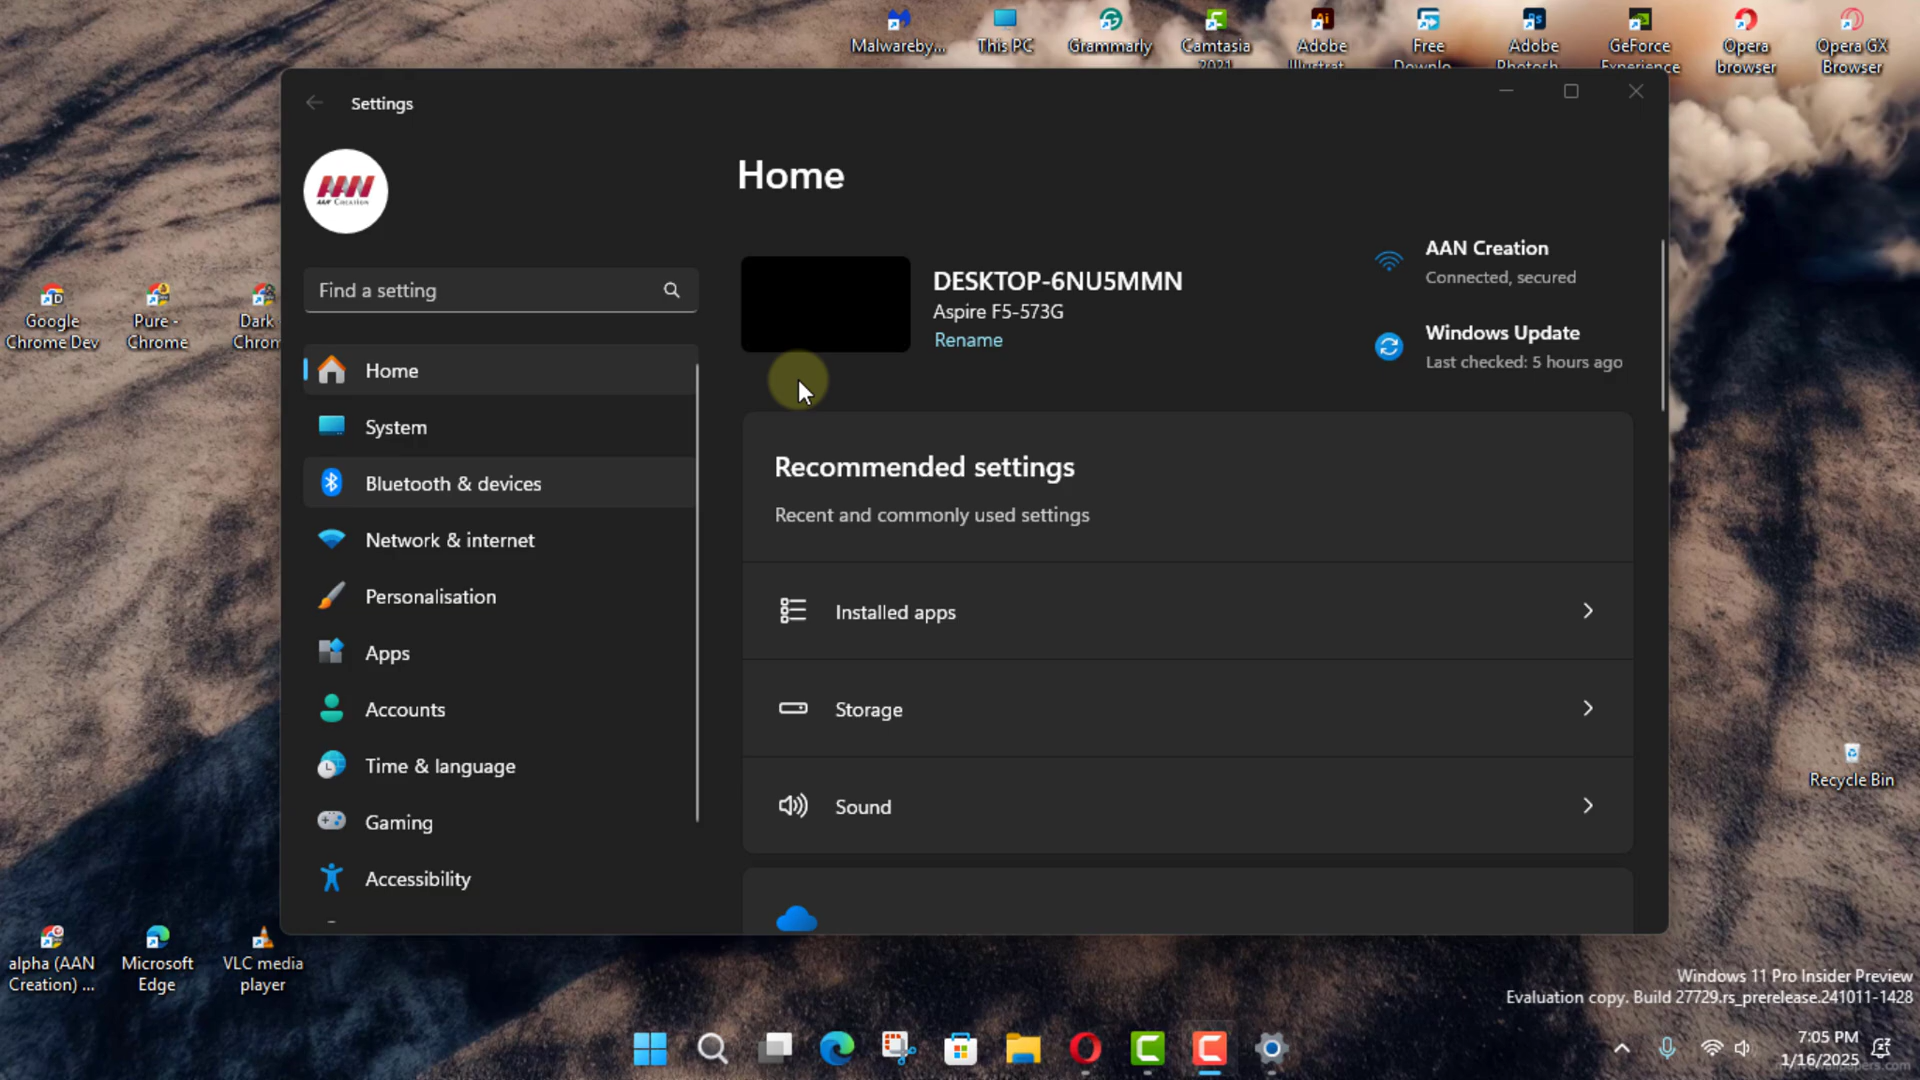 Malwareby...
This PC
Grammarly
Camtasia
2021
Adobe
Illustrat...
Free
Downlo...
Adobe
Photosh...
GeForce
Experience
Opera
browser
Opera GX
Browser
Settings
AAN
AAN Creation
Find a setting
Home
System
Bluetooth & devices
Network & internet
Personalisation
Apps
Accounts
Time & language
Gaming
Accessibility
Home
DESKTOP-6NU5MMN
Aspire F5-573G
Rename
AAN Creation
Connected, secured
Windows Update
Last checked: 5 hours ago
Recommended settings
Recent and commonly used settings
Installed apps
Storage
Sound
Google
Chrome Dev
Pure -
Chrome
Dark
Chrom
Recycle Bin
alpha (AAN
Creation) ...
Microsoft
Edge
VLC media
player
Windows 11 Pro Insider Preview
Evaluation copy. Build 27729.rs_prerelease.241011-1428
7:05 PM
1/16/2025